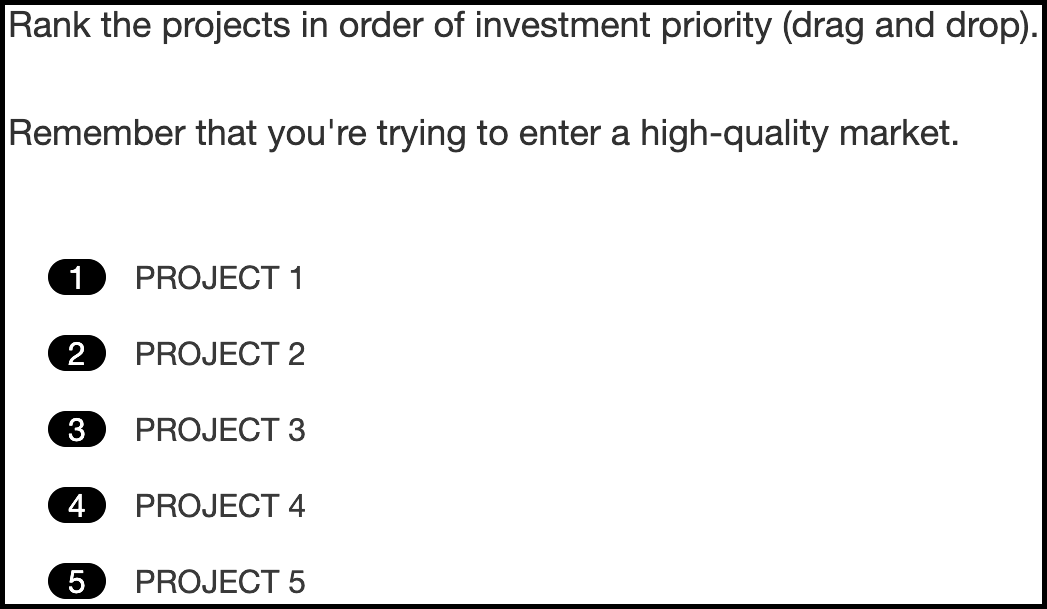 Rank the projects in order of investment priority (drag and drop).
Remember that you're trying to enter a high-quality market.
1 PROJECT 1
2 PROJECT 2
3 PROJECT 3
4 PROJECT 4
5 PROJECT 5